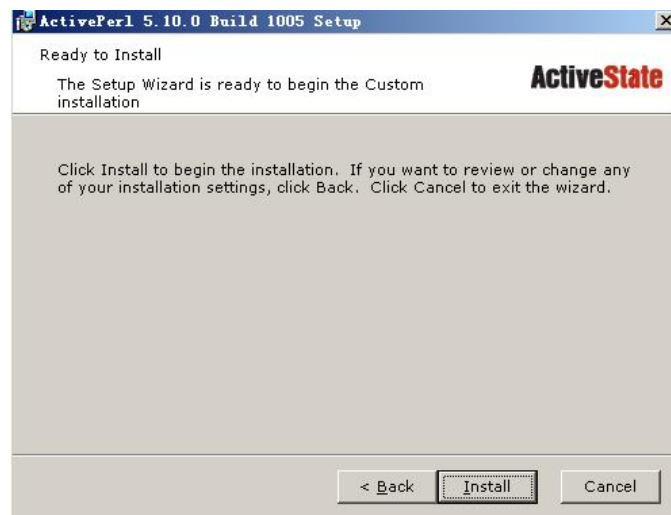 ActivePerl 5.10.0 Build 1005 Setup
Ready to Install
The Setup Wizard is ready to begin the Custom
installation
ActiveState
Click Install to begin the installation. If you want to review or change any
of your installation settings, click Back. Click Cancel to exit the wizard.
< Back Install Cancel